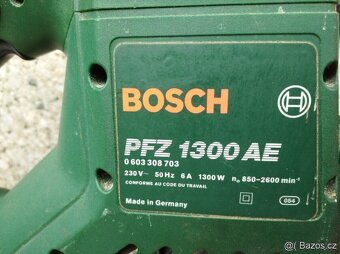 BOSCH
PFZ 1300 AE
0 603 308 703
230 V~ 50 Hz 6 A 1300 W n₀ 850-2600 min⁻¹
CONFORME AU CODE DU TRAVAIL
Made in Germany
064
© Bazos.cz